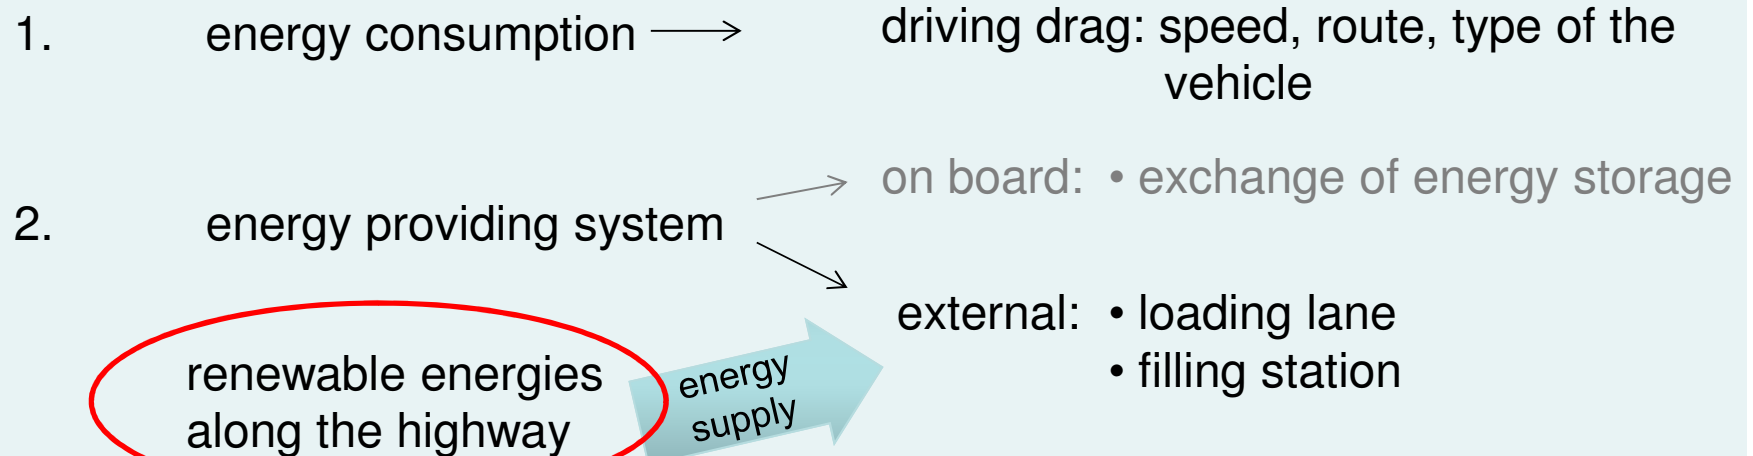 1. energy consumption driving drag: speed, route, type of the
vehicle
on board: • exchange of energy storage
2. energy providing system
external: • loading lane
• filling station
renewable energies
along the highway
energy
supply